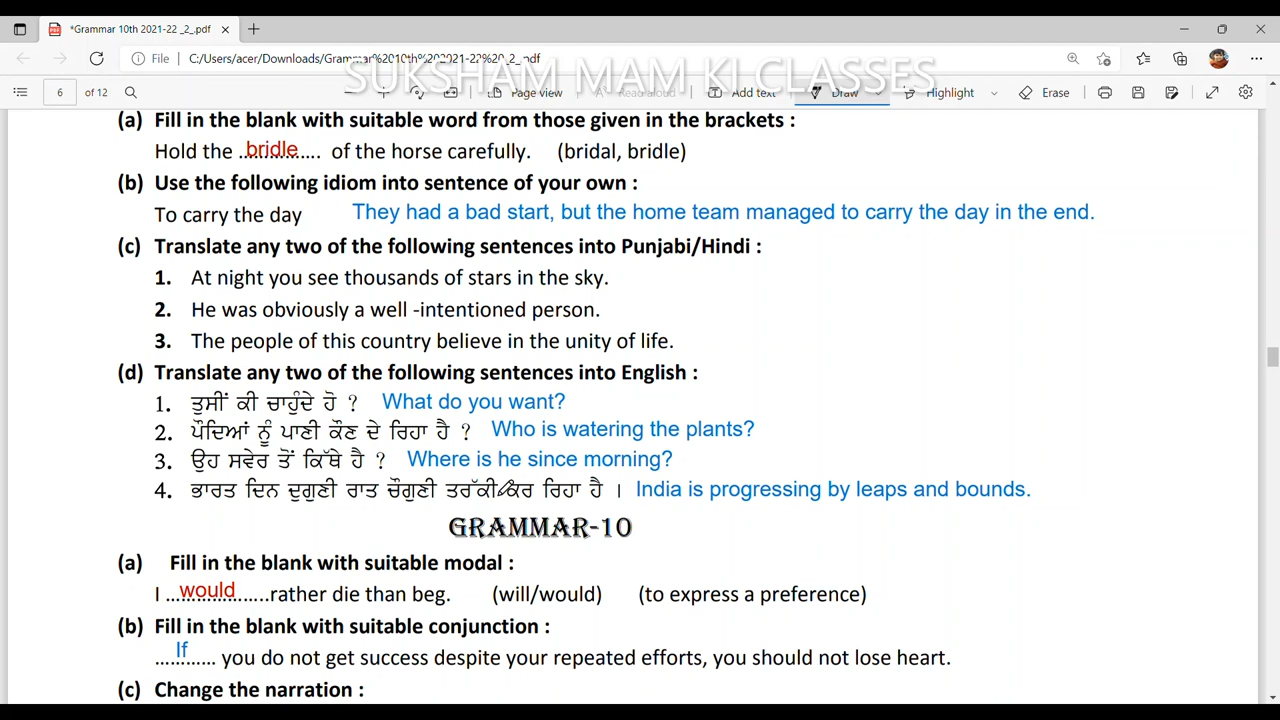 *Grammar 10th 2021-22 _2_.pdf
File | C:/Users/acer/Downloads/Grammar%2010th%202021-22%20_2_.pdf
SUKSHAM MAM KI CLASSES
6 of 12 Page view Read aloud Add text Draw Highlight Erase
(a) Fill in the blank with suitable word from those given in the brackets :
Hold the ..bridle.. of the horse carefully. (bridal, bridle)
(b) Use the following idiom into sentence of your own :
To carry the day They had a bad start, but the home team managed to carry the day in the end.
(c) Translate any two of the following sentences into Punjabi/Hindi :
1. At night you see thousands of stars in the sky.
2. He was obviously a well -intentioned person.
3. The people of this country believe in the unity of life.
(d) Translate any two of the following sentences into English :
1. ਤੁਸੀਂ ਕੀ ਚਾਹੁੰਦੇ ਹੋ ? What do you want?
2. ਪੌਦਿਆਂ ਨੂੰ ਪਾਣੀ ਕੌਣ ਦੇ ਰਿਹਾ ਹੈ ? Who is watering the plants?
3. ਉਹ ਸਵੇਰ ਤੋਂ ਕਿੱਥੇ ਹੈ ? Where is he since morning?
4. ਭਾਰਤ ਦਿਨ ਦੁਗੁਣੀ ਰਾਤ ਚੌਗੁਣੀ ਤਰੱਕੀ ਕਰ ਰਿਹਾ ਹੈ । India is progressing by leaps and bounds.
GRAMMAR-10
(a) Fill in the blank with suitable modal :
I ..would..rather die than beg. (will/would) (to express a preference)
(b) Fill in the blank with suitable conjunction :
..If.. you do not get success despite your repeated efforts, you should not lose heart.
(c) Change the narration :